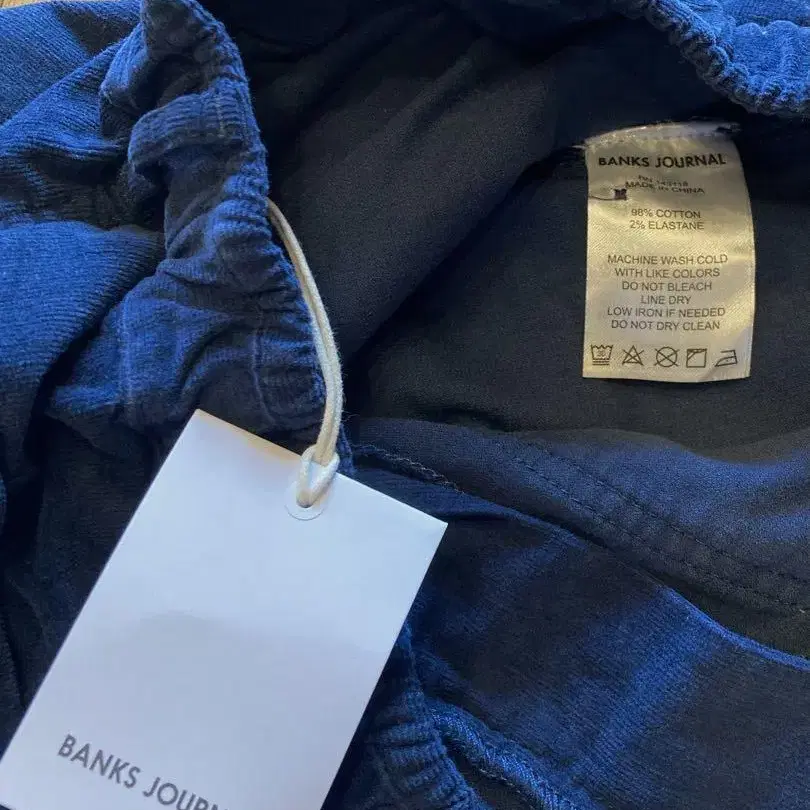 BANKS JOURNAL
MADE IN CHINA
98% COTTON
2% ELASTANE
MACHINE WASH COLD
WITH LIKE COLORS
DO NOT BLEACH
LINE DRY
LOW IRON IF NEEDED
DO NOT DRY CLEAN
BANKS JOURNAL